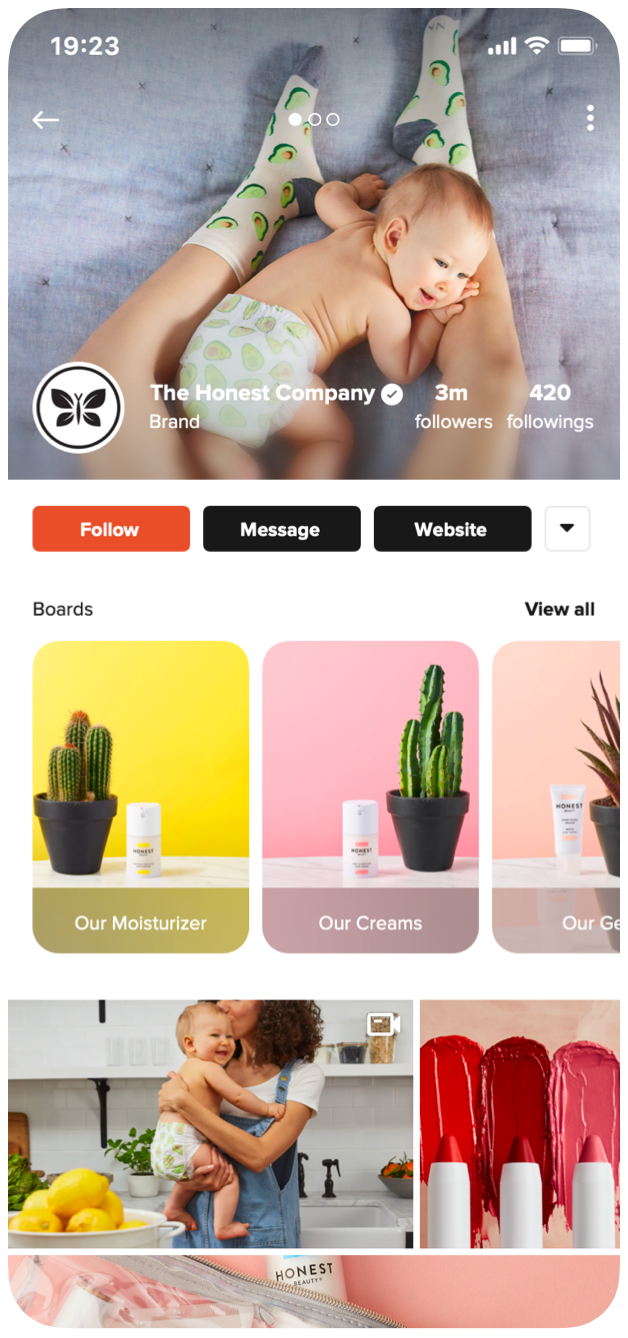 19:23
The Honest Company
3m
420
Brand
followers
followings
Follow
Message
Website
Boards
View all
HONEST
BEAUTY
HONEST
HONEST
Our Moisturizer
Our Creams
Our Ge
HONEST
BEAUTY